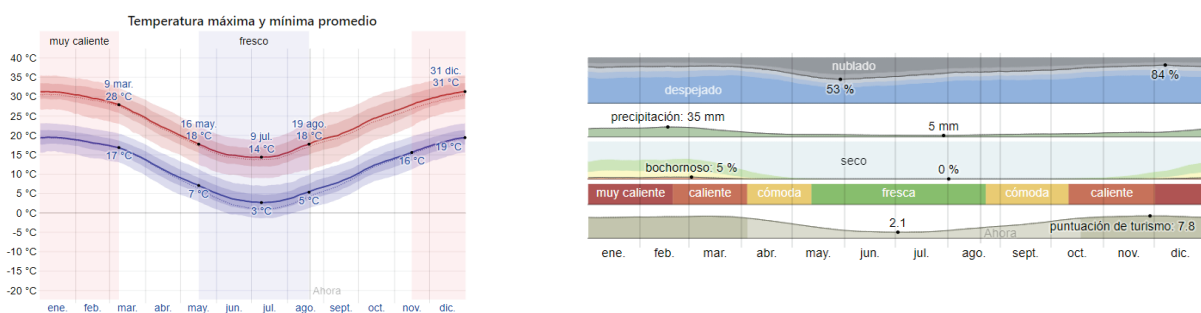 Temperatura máxima y mínima promedio
muy caliente fresco
40 °C
35 °C
30 °C
25 °C
20 °C
15 °C
10 °C
5 °C
0 °C
-5 °C
-10 °C
-15 °C
-20 °C
9 mar.
28 °C
16 may.
18 °C
9 jul.
14 °C
19 ago.
18 °C
31 dic.
31 °C
17 °C
7 °C
3 °C
5 °C
16 °C
19 °C
Ahora
ene. feb. mar. abr. may. jun. jul. ago. sept. oct. nov. dic.
nublado
despejado
53 %
84 %
precipitación: 35 mm
5 mm
seco
bochornoso: 5 %
0 %
muy caliente caliente cómoda fresca cómoda caliente
2.1
Ahora
puntuación de turismo: 7.8
ene. feb. mar. abr. may. jun. jul. ago. sept. oct. nov. dic.